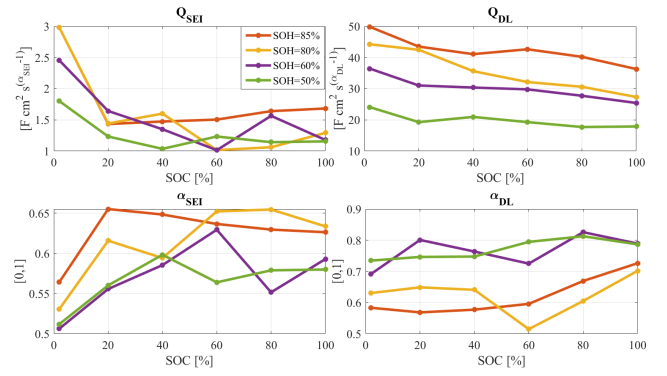 Q_SEI
[F cm² s^(α_SEI-1)]
3
2.5
2
1.5
1
0 20 40 60 80 100
SOC [%]
SOH=85%
SOH=80%
SOH=60%
SOH=50%
Q_DL
[F cm² s^(α_DL-1)]
50
40
30
20
10
0 20 40 60 80 100
SOC [%]
α_SEI
[0,1]
0.65
0.6
0.55
0.5
0 20 40 60 80 100
SOC [%]
α_DL
[0,1]
0.9
0.8
0.7
0.6
0.5
0 20 40 60 80 100
SOC [%]